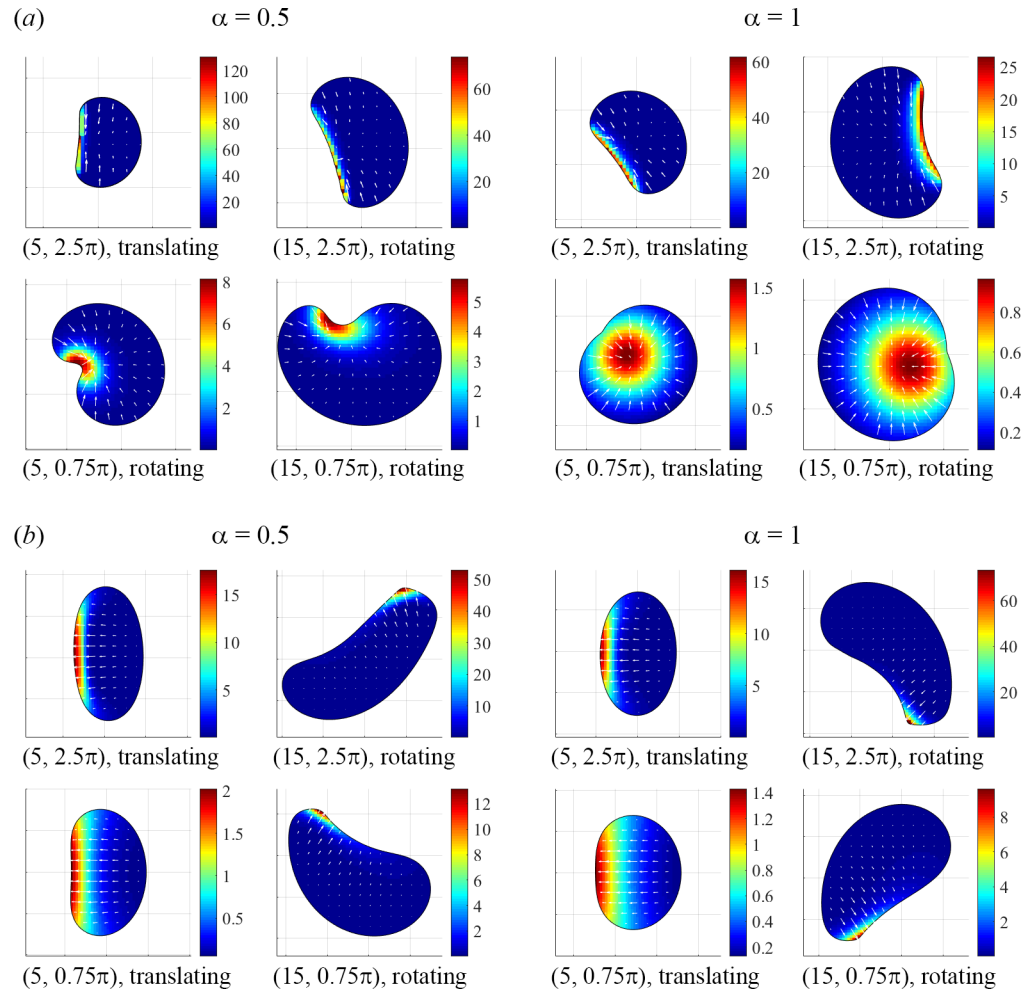 (a) α = 0.5 α = 1
120 100 80 60 40 20
60 40 20
60 40 20
25 20 15 10 5
(5, 2.5π), translating (15, 2.5π), rotating (5, 2.5π), translating (15, 2.5π), rotating
8 6 4 2
5 4 3 2 1 0
1.5 1 0.5
0.8 0.6 0.4 0.2
(5, 0.75π), rotating (15, 0.75π), rotating (5, 0.75π), translating (15, 0.75π), rotating
(b) α = 0.5 α = 1
15 10 5
50 40 30 20 10 0
15 10 5
60 40 20
(5, 2.5π), translating (15, 2.5π), rotating (5, 2.5π), translating (15, 2.5π), rotating
2 1.5 1 0.5
12 10 8 6 4 2
1.4 1.2 1 0.8 0.6 0.4 0.2
8 6 4 2
(5, 0.75π), translating (15, 0.75π), rotating (5, 0.75π), translating (15, 0.75π), rotating